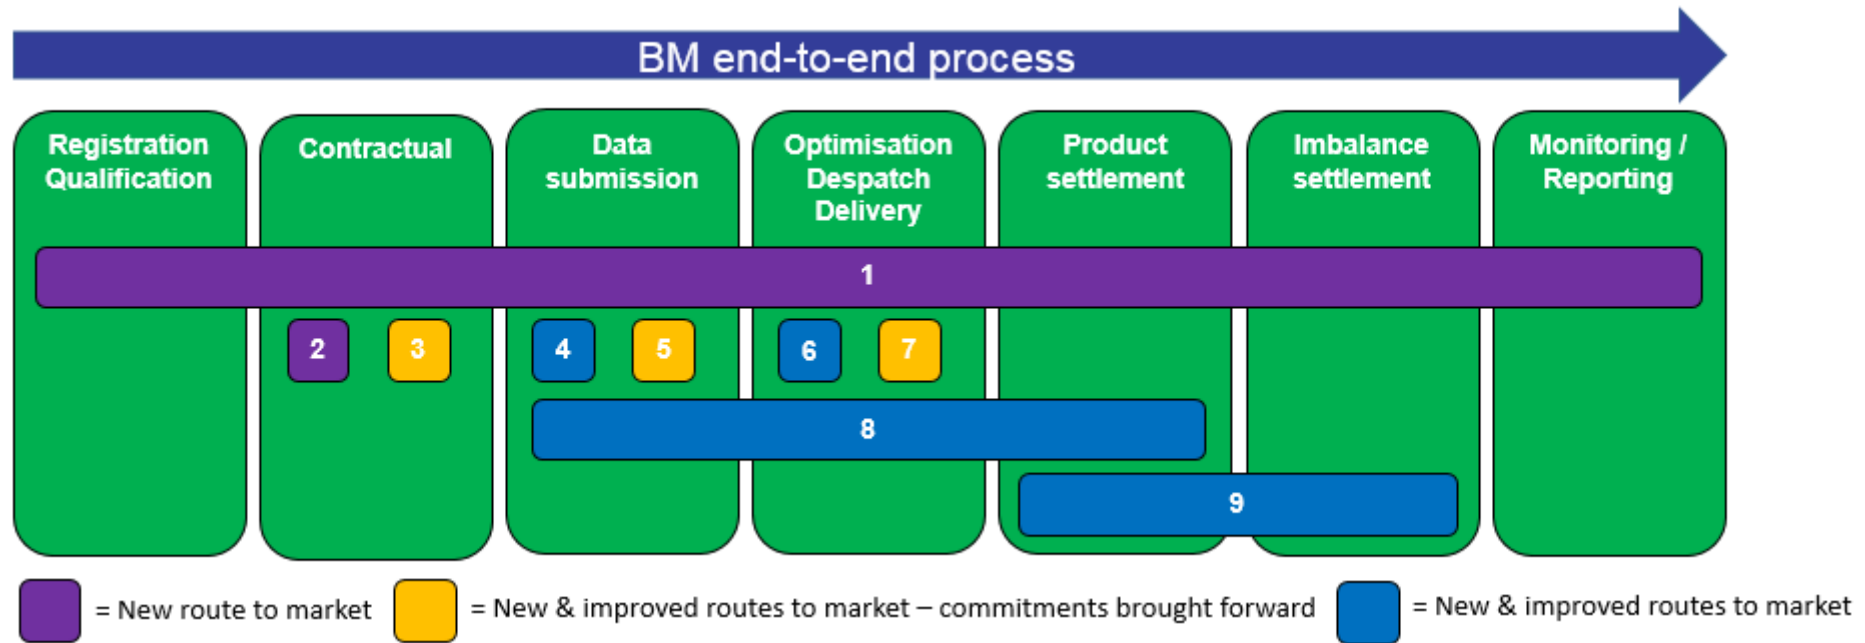 BM end-to-end process
Registration
Qualification
Contractual
Data
submission
Optimisation
Despatch
Delivery
Product
settlement
Imbalance
settlement
Monitoring /
Reporting
1
2
3
4
5
6
7
8
9
= New route to market
= New & improved routes to market – commitments brought forward
= New & improved routes to market